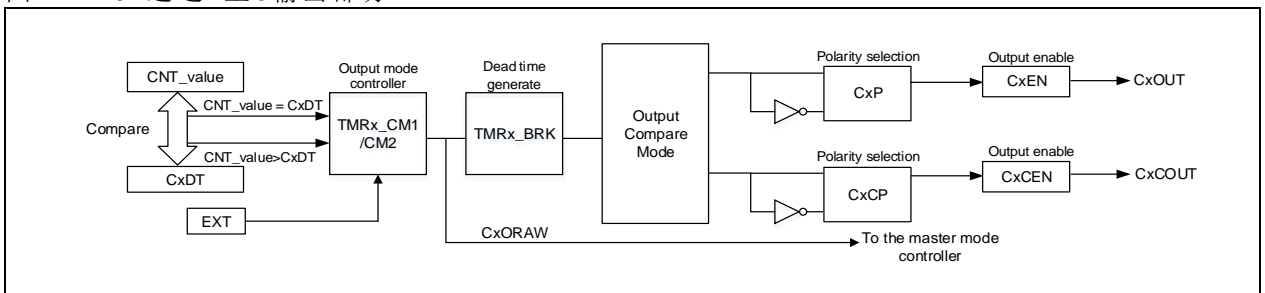 Compare
CNT_value
CxDT
CNT_value = CxDT
CNT_value>CxDT
EXT
Output mode
controller
TMRx_CM1
/CM2
Dead time
generate
TMRx_BRK
CxORAW
Output
Compare
Mode
Polarity selection
CxP
Output enable
CxEN
CxOUT
Polarity selection
CxCP
Output enable
CxCEN
CxCOUT
To the master mode
controller